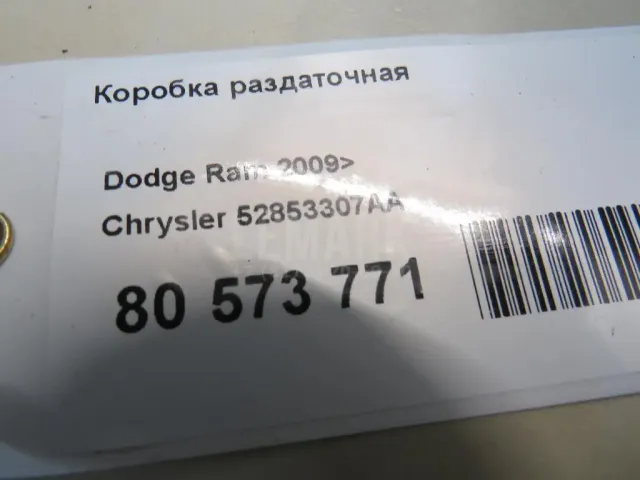 Коробка раздаточная
Dodge Ram 2009>
Chrysler 52853307AA
80 573 771